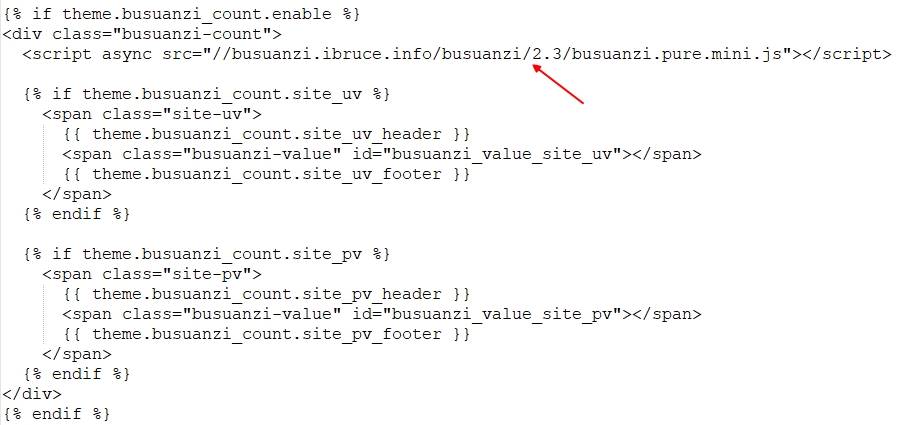 {% if theme.busuanzi_count.enable %}
<div class="busuanzi-count">
  <script async src="//busuanzi.ibruce.info/busuanzi/2.3/busuanzi.pure.mini.js"></script>

  {% if theme.busuanzi_count.site_uv %}
    <span class="site-uv">
      {{ theme.busuanzi_count.site_uv_header }}
      <span class="busuanzi-value" id="busuanzi_value_site_uv"></span>
      {{ theme.busuanzi_count.site_uv_footer }}
    </span>
  {% endif %}

  {% if theme.busuanzi_count.site_pv %}
    <span class="site-pv">
      {{ theme.busuanzi_count.site_pv_header }}
      <span class="busuanzi-value" id="busuanzi_value_site_pv"></span>
      {{ theme.busuanzi_count.site_pv_footer }}
    </span>
  {% endif %}
</div>
{% endif %}